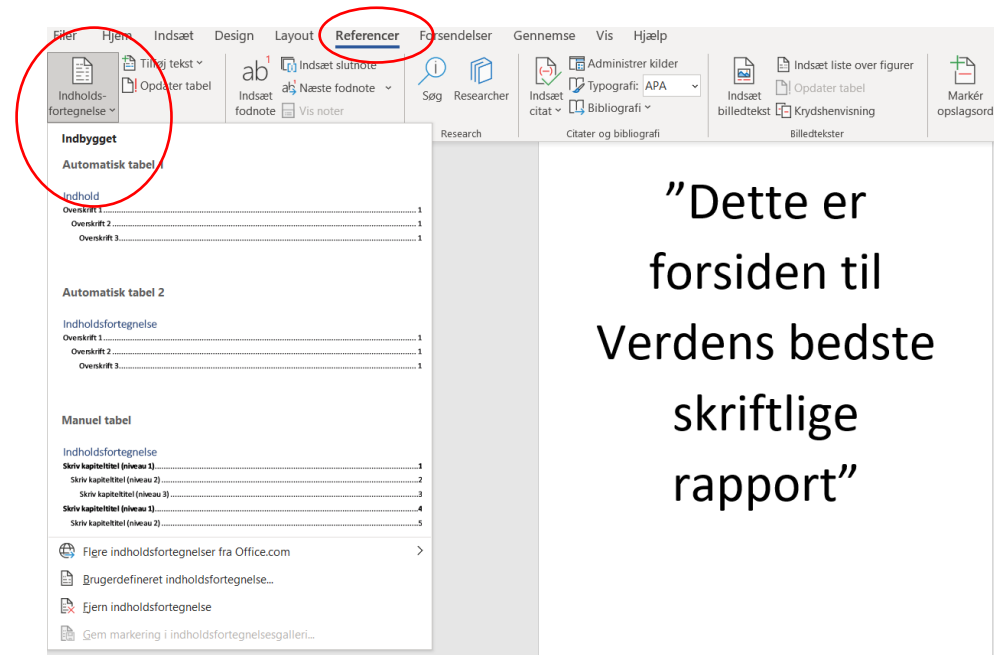 Filer Hjem Indsæt Design Layout Referencer Forsendelser Gennemse Vis Hjælp
Indholds-
fortegnelse
Tilføj tekst
Opdater tabel
ab1
Indsæt
fodnote
Indsæt slutnote
Næste fodnote
Vis noter
Søg
Researcher
Research
Indsæt
citat
Administrer kilder
Typografi: APA
Bibliografi
Citater og bibliografi
Indsæt
billedtekst
Indsæt liste over figurer
Opdater tabel
Krydshenvisning
Billedtekster
Markér
opslagsord
Indbygget
Automatisk tabel 1
Indhold
Overskrift 1 1
Overskrift 2 1
Overskrift 3 1
Automatisk tabel 2
Indholdsfortegnelse
Overskrift 1 1
Overskrift 2 1
Overskrift 3 1
Manuel tabel
Indholdsfortegnelse
Skriv kapiteltitel (niveau 1) 1
Skriv kapiteltitel (niveau 2) 2
Skriv kapiteltitel (niveau 3) 3
Skriv kapiteltitel (niveau 1) 4
Skriv kapiteltitel (niveau 2) 5
Flere indholdsfortegnelser fra Office.com
Brugerdefineret indholdsfortegnelse...
Fjern indholdsfortegnelse
Gem markering i indholdsfortegnelsesgalleri...
”Dette er
forsiden til
Verdens bedste
skriftlige
rapport”